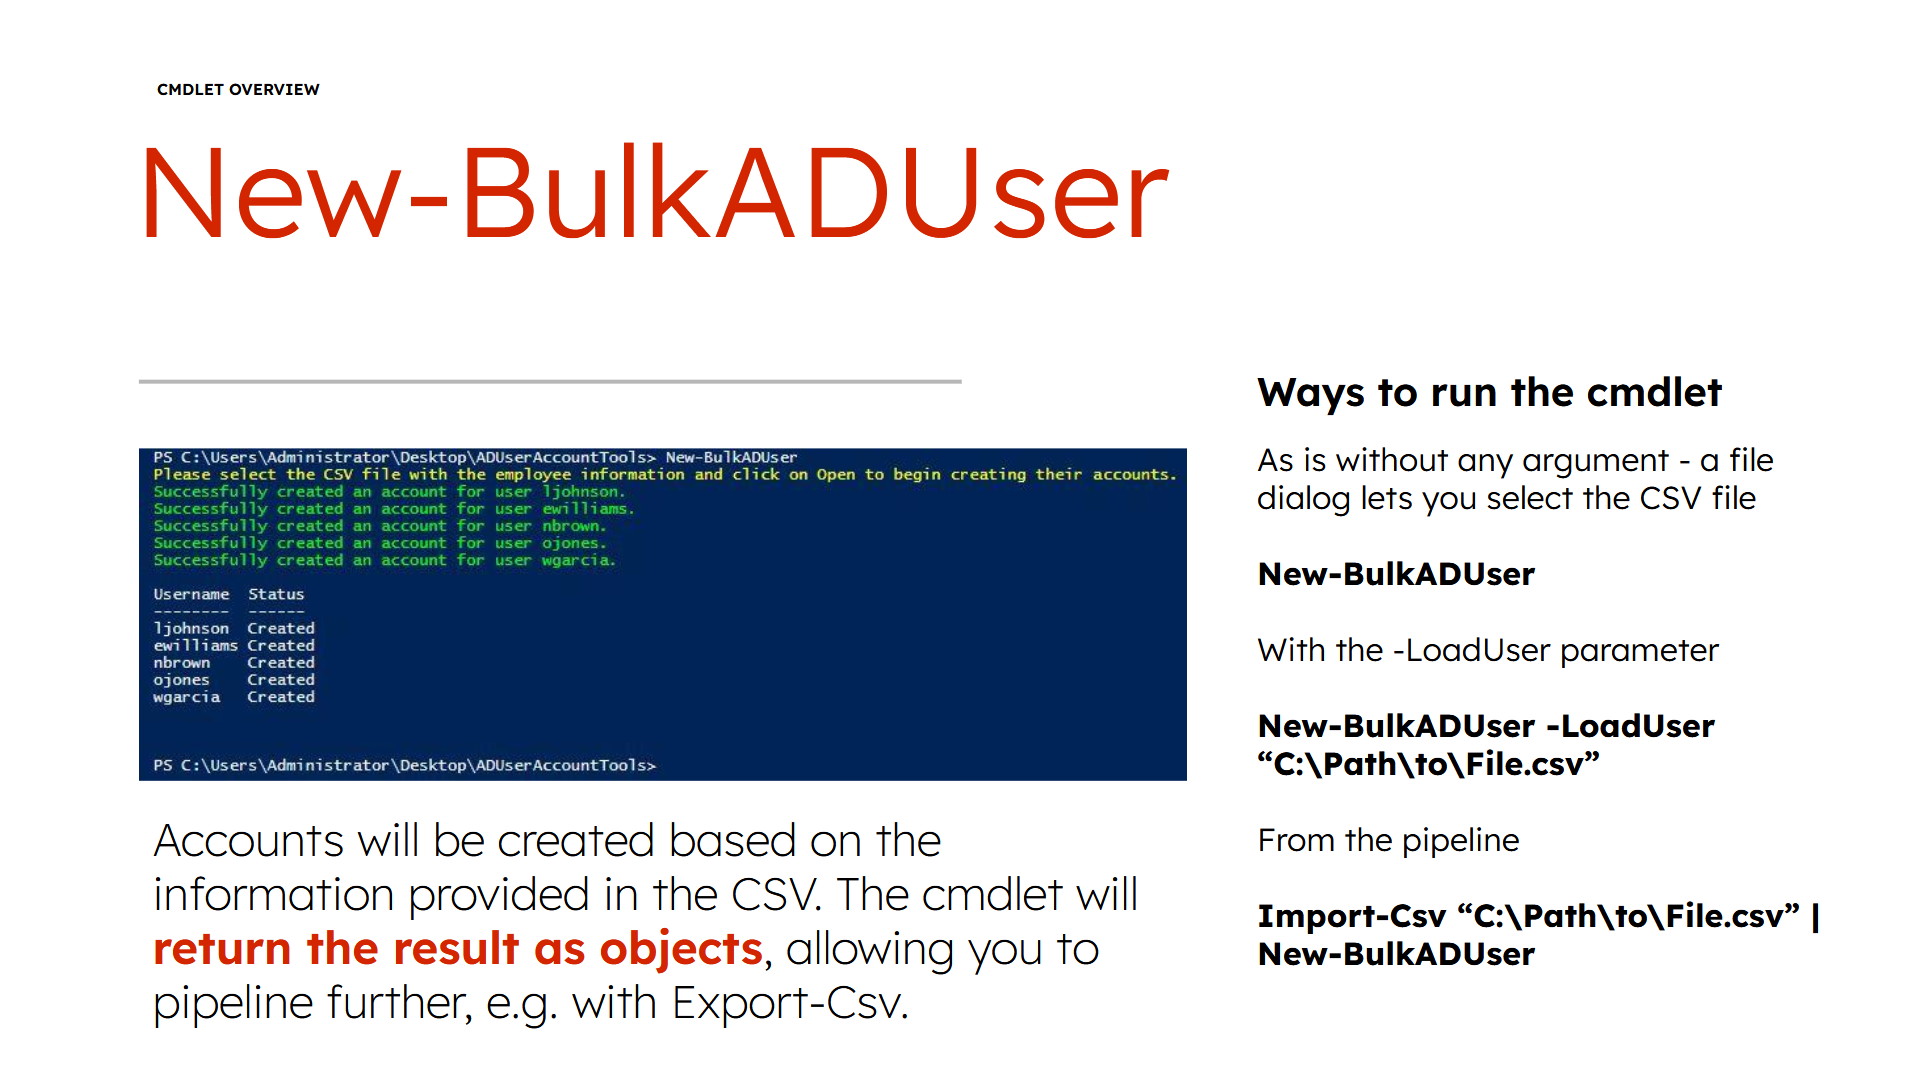 CMDLET OVERVIEW
New-BulkADUser
PS C:\Users\Administrator\Desktop\ADUserAccountTools> New-BulkADUser
Please select the CSV file with the employee information and click on Open to begin creating their accounts.
Successfully created an account for user ljohnson.
Successfully created an account for user ewilliams.
Successfully created an account for user nbrown.
Successfully created an account for user ojones.
Successfully created an account for user wgarcia.
Username Status
-------- ------
ljohnson Created
ewilliams Created
nbrown Created
ojones Created
wgarcia Created
PS C:\Users\Administrator\Desktop\ADUserAccountTools>
Accounts will be created based on the
information provided in the CSV. The cmdlet will
return the result as objects, allowing you to
pipeline further, e.g. with Export-Csv.
Ways to run the cmdlet
As is without any argument - a file
dialog lets you select the CSV file
New-BulkADUser
With the -LoadUser parameter
New-BulkADUser -LoadUser
“C:\Path\to\File.csv”
From the pipeline
Import-Csv “C:\Path\to\File.csv” |
New-BulkADUser